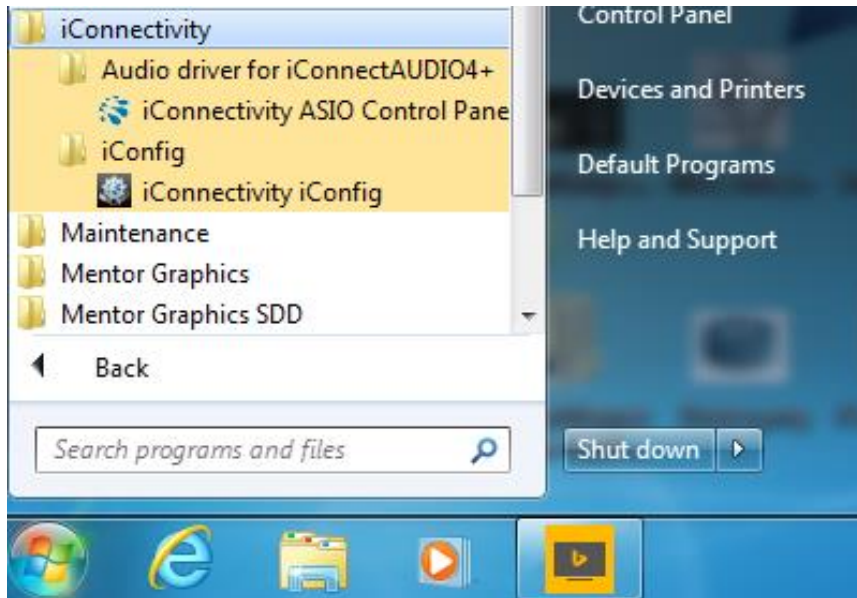 iConnectivity
Audio driver for iConnectAUDIO4+
iConnectivity ASIO Control Pane
iConfig
iConnectivity iConfig
Maintenance
Mentor Graphics
Mentor Graphics SDD
Back
Search programs and files
Control Panel
Devices and Printers
Default Programs
Help and Support
Shut down